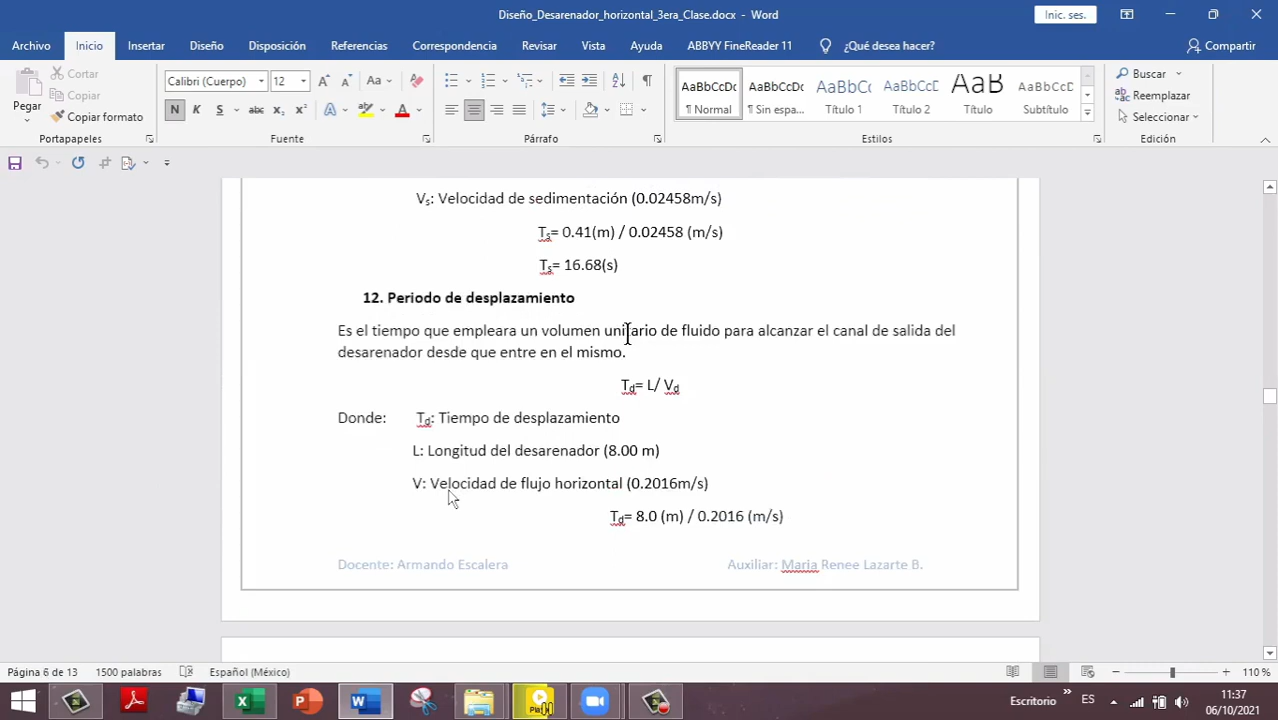 Diseño_Desarenador_horizontal_3era_Clase.docx - Word
Inic. ses.
Archivo Inicio Insertar Diseño Disposición Referencias Correspondencia Revisar Vista Ayuda ABBYY FineReader 11 ¿Qué desea hacer? Compartir
Pegar
Cortar
Copiar
Copiar formato
Portapapeles
Calibri (Cuerpo) 12 A A Aa
N K S abc x₂ x² A A
Fuente
Párrafo
AaBbCcDc AaBbCcDc AaBbCc AaBbCcD AaB AaBbCcD
¶ Normal ¶ Sin espa... Título 1 Título 2 Título Subtítulo
Estilos
Buscar
Reemplazar
Seleccionar
Edición
Vs: Velocidad de sedimentación (0.02458m/s)
Ts= 0.41(m) / 0.02458 (m/s)
Ts= 16.68(s)
12. Periodo de desplazamiento
Es el tiempo que empleara un volumen unitario de fluido para alcanzar el canal de salida del
desarenador desde que entre en el mismo.
Td= L/ Vd
Donde: Td: Tiempo de desplazamiento
L: Longitud del desarenador (8.00 m)
V: Velocidad de flujo horizontal (0.2016m/s)
Td= 8.0 (m) / 0.2016 (m/s)
Docente: Armando Escalera Auxiliar: Maria Renee Lazarte B.
Página 6 de 13 1500 palabras Español (México) 110 %
Escritorio ES 11:37
06/10/2021